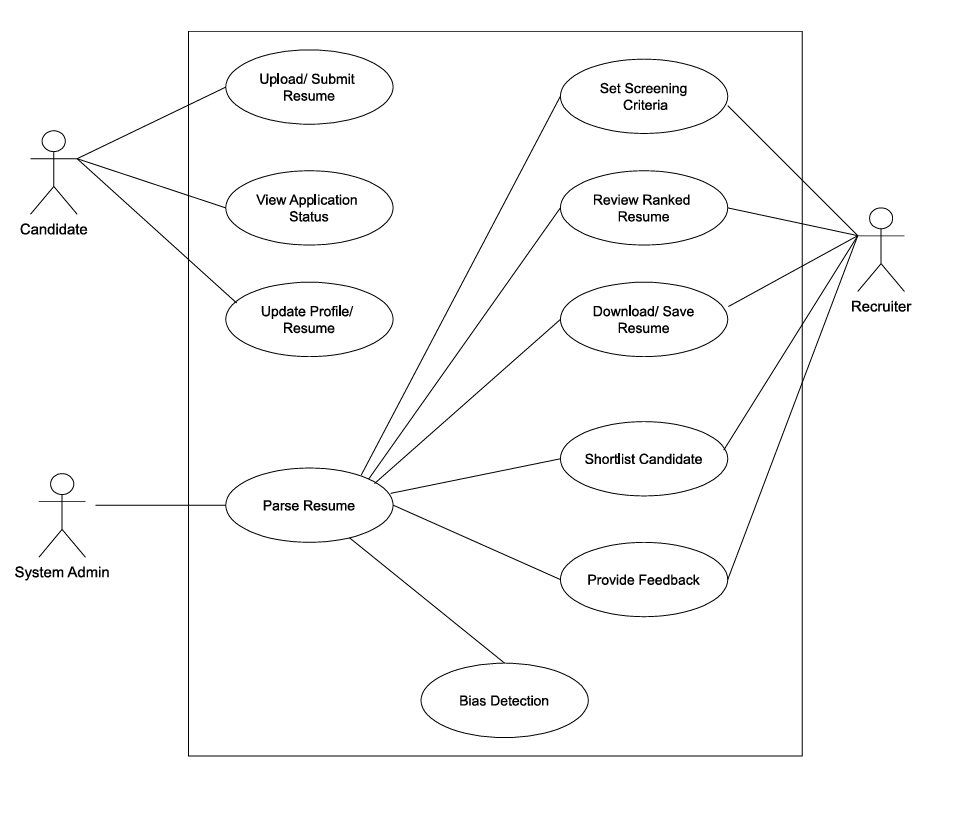 Upload/ Submit
Resume
Set Screening
Criteria
View Application
Status
Review Ranked
Resume
Candidate
Update Profile/
Resume
Download/ Save
Resume
Recruiter
Shortlist Candidate
Parse Resume
System Admin
Provide Feedback
Bias Detection